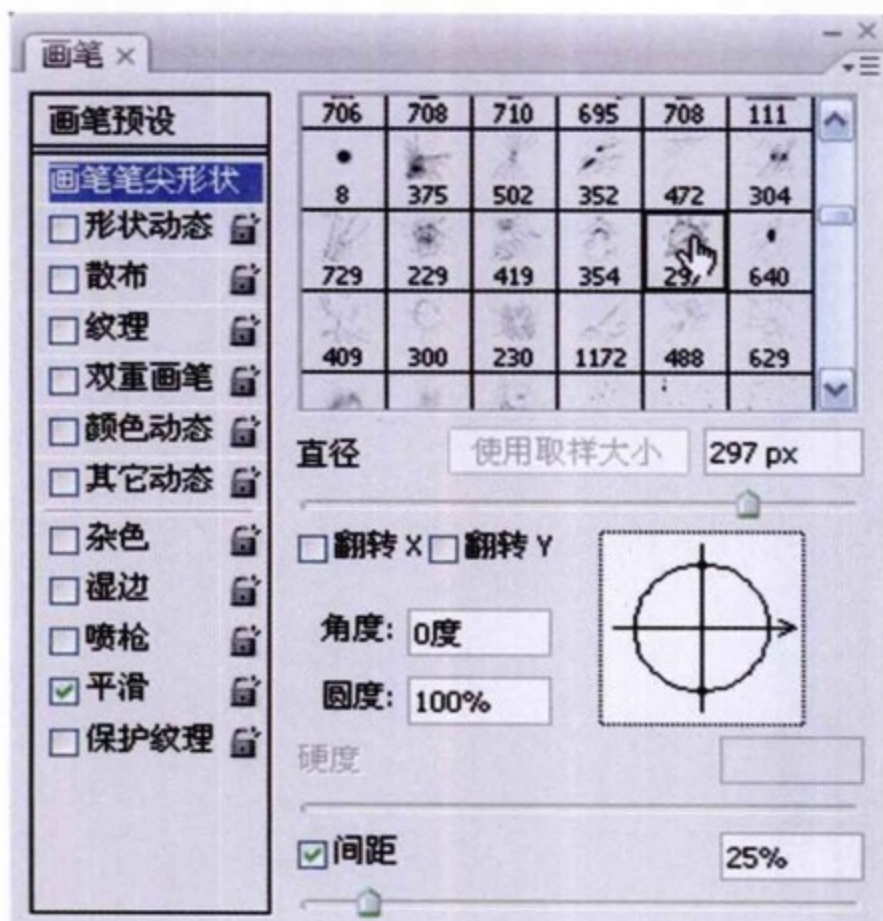 画笔 ×
画笔预设
画笔笔尖形状
形状动态
散布
纹理
双重画笔
颜色动态
其它动态
杂色
湿边
喷枪
平滑
保护纹理
706 708 710 695 708 111
8 375 502 352 472 304
729 229 419 354 297 640
409 300 230 1172 488 629
直径 使用取样大小 297 px
翻转 X 翻转 Y
角度: 0度
圆度: 100%
硬度
间距 25%